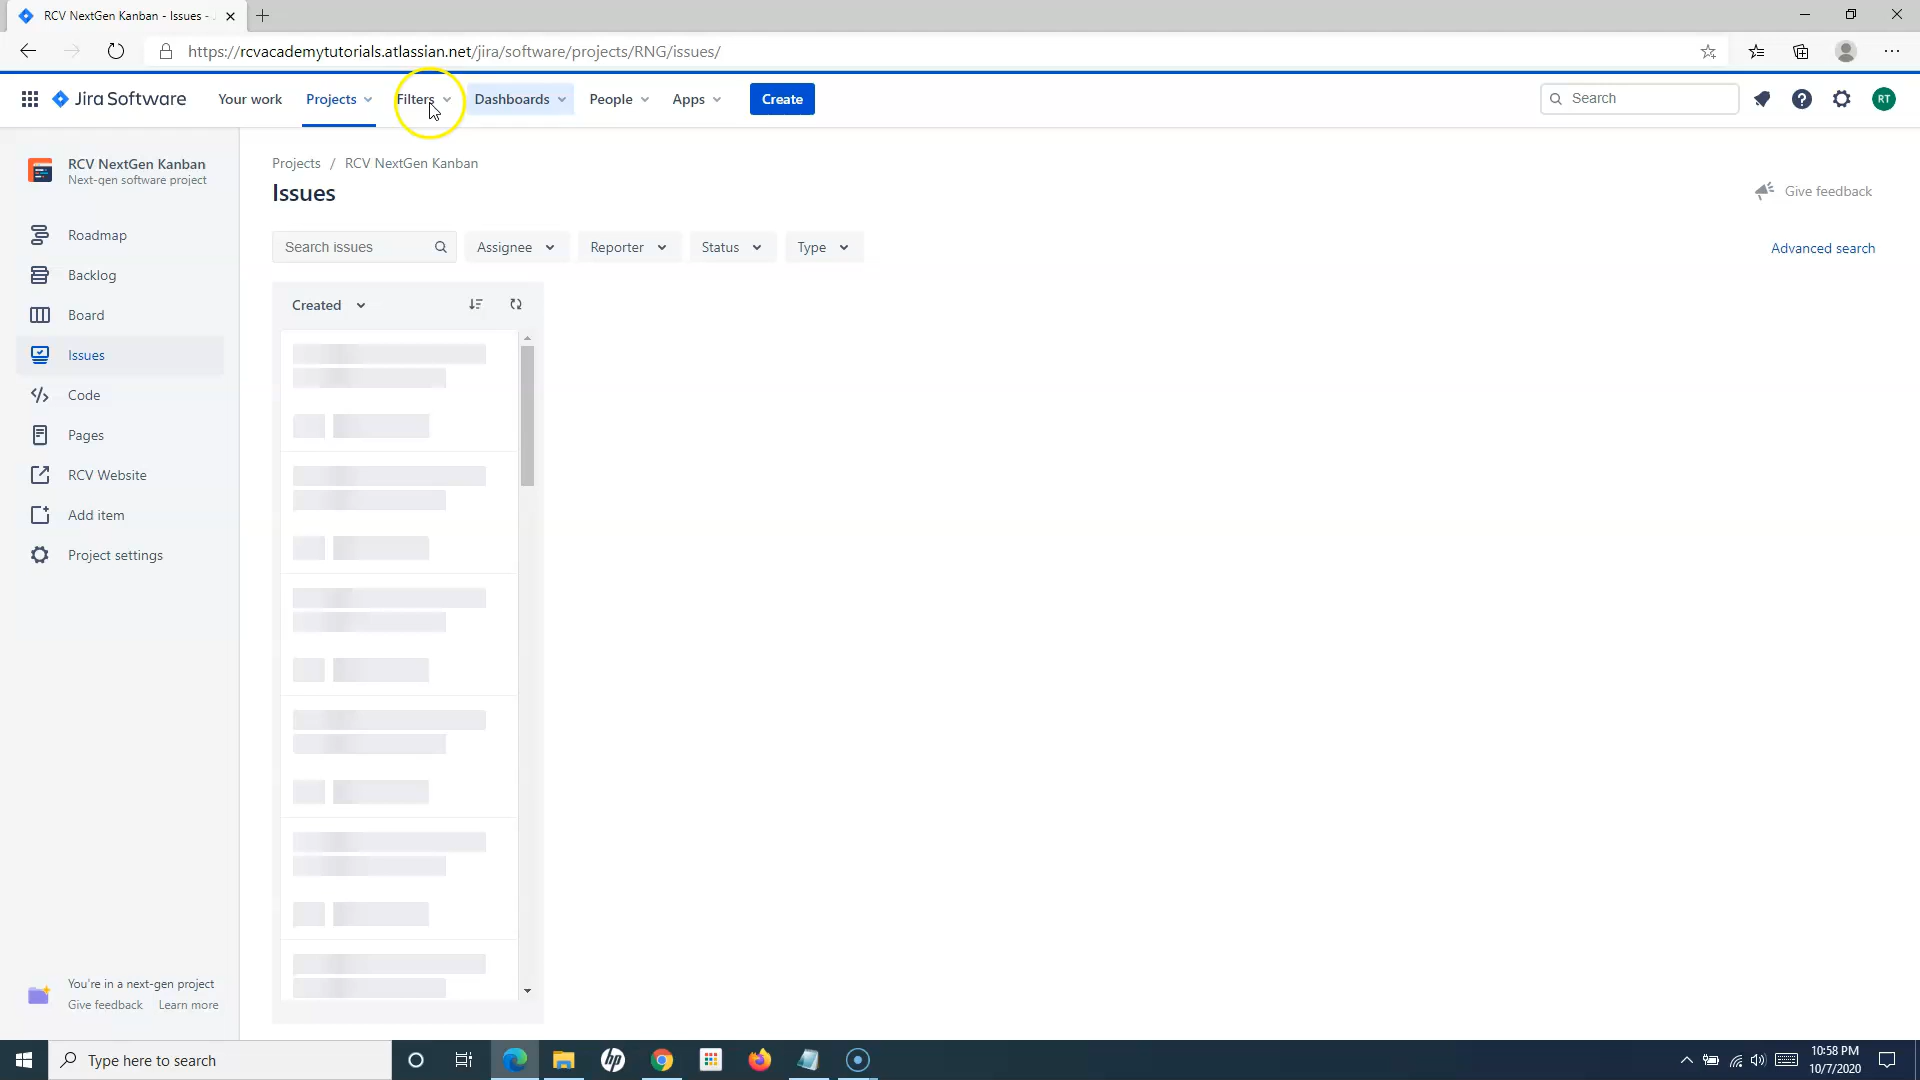 RCV NextGen Kanban - Issues -
https://rcvacademytutorials.atlassian.net/jira/software/projects/RNG/issues/
Jira Software
Your work
Projects
Filters
Dashboards
People
Apps
Create
Search
RT
RCV NextGen Kanban
Next-gen software project
Roadmap
Backlog
Board
Issues
Code
Pages
RCV Website
Add item
Project settings
You're in a next-gen project
Give feedback Learn more
Projects / RCV NextGen Kanban
Issues
Give feedback
Search issues
Assignee
Reporter
Status
Type
Advanced search
Created
Type here to search
hp
10:58 PM
10/7/2020